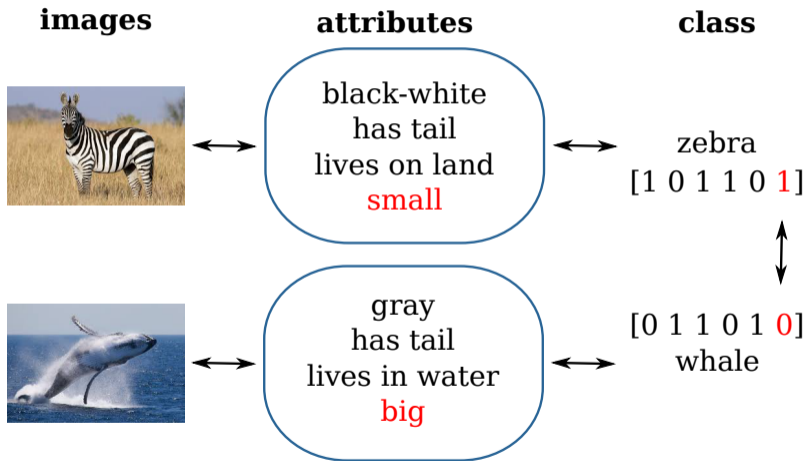 images attributes class
black-white
has tail
lives on land
small
zebra
[1 0 1 1 0 1]
gray
has tail
lives in water
big
[0 1 1 0 1 0]
whale